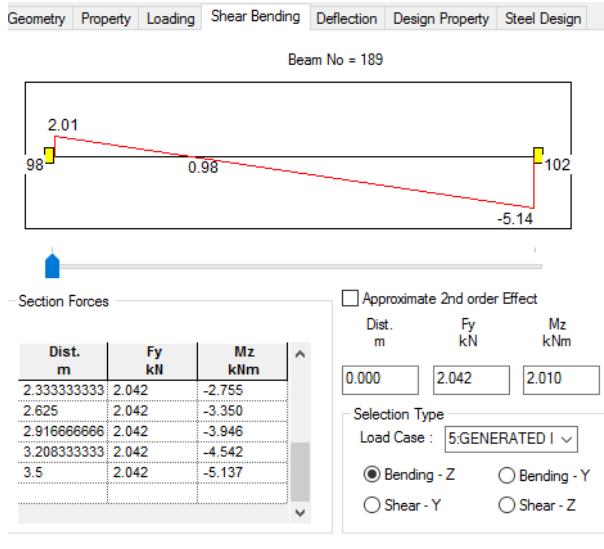 Geometry Property Loading Shear Bending Deflection Design Property Steel Design
Beam No = 189
2.01
98
0.98
102
-5.14
Section Forces
Dist. Fy Mz
m kN kNm
2.333333333 2.042 -2.755
2.625 2.042 -3.350
2.916666666 2.042 -3.946
3.208333333 2.042 -4.542
3.5 2.042 -5.137
Approximate 2nd order Effect
Dist. Fy Mz
m kN kNm
0.000 2.042 2.010
Selection Type
Load Case : 5:GENERATED I
Bending - Z Bending - Y
Shear - Y Shear - Z